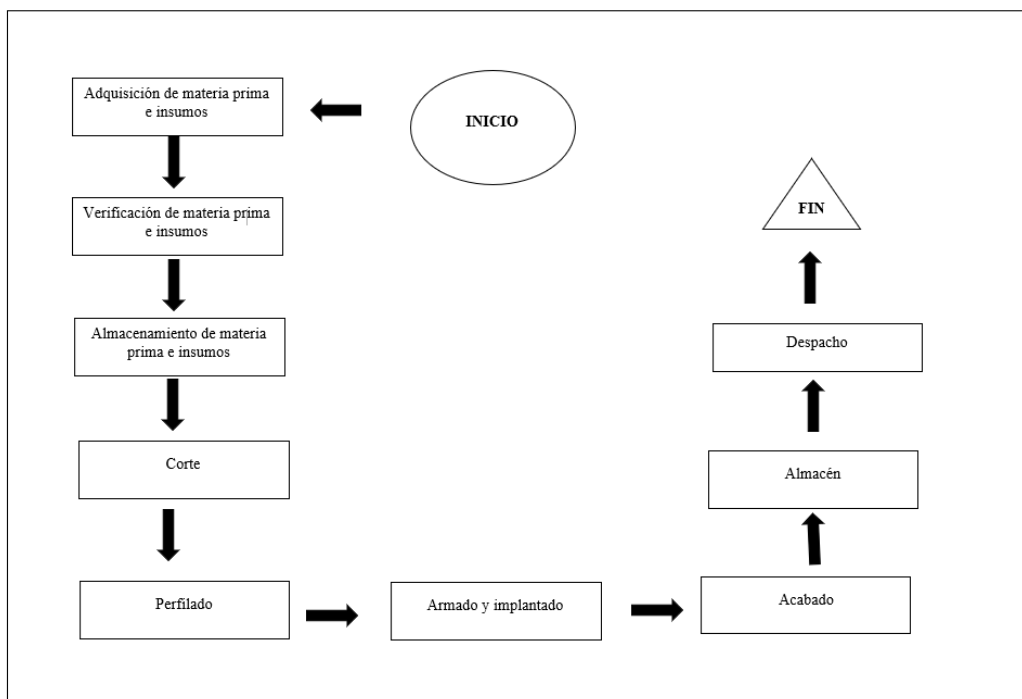 INICIO
Adquisición de materia prima
e insumos
Verificación de materia prima
e insumos
Almacenamiento de materia
prima e insumos
Corte
Perfilado
Armado y implantado
Acabado
Almacén
Despacho
FIN